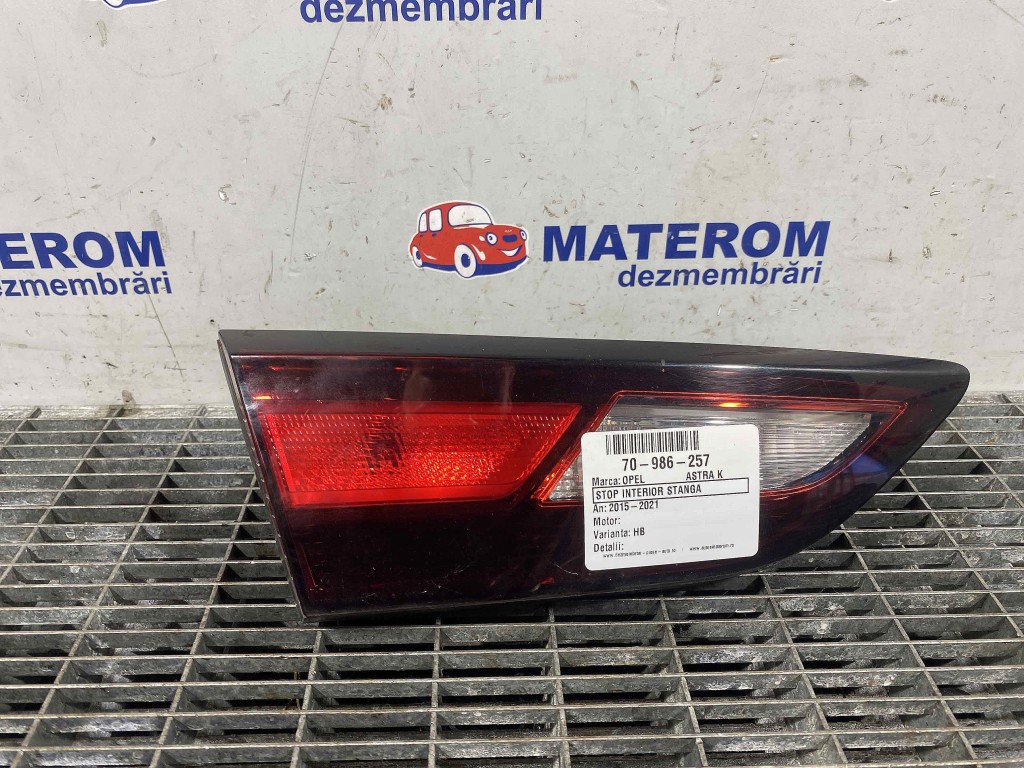 dezmembrări
MATEROM
dezmembrări
MATEROM
dezmembrări
70-986-257
Marca: OPEL ASTRA K
STOP INTERIOR STANGA
An: 2015-2021
Motor:
Varianta: HB
Detalii: